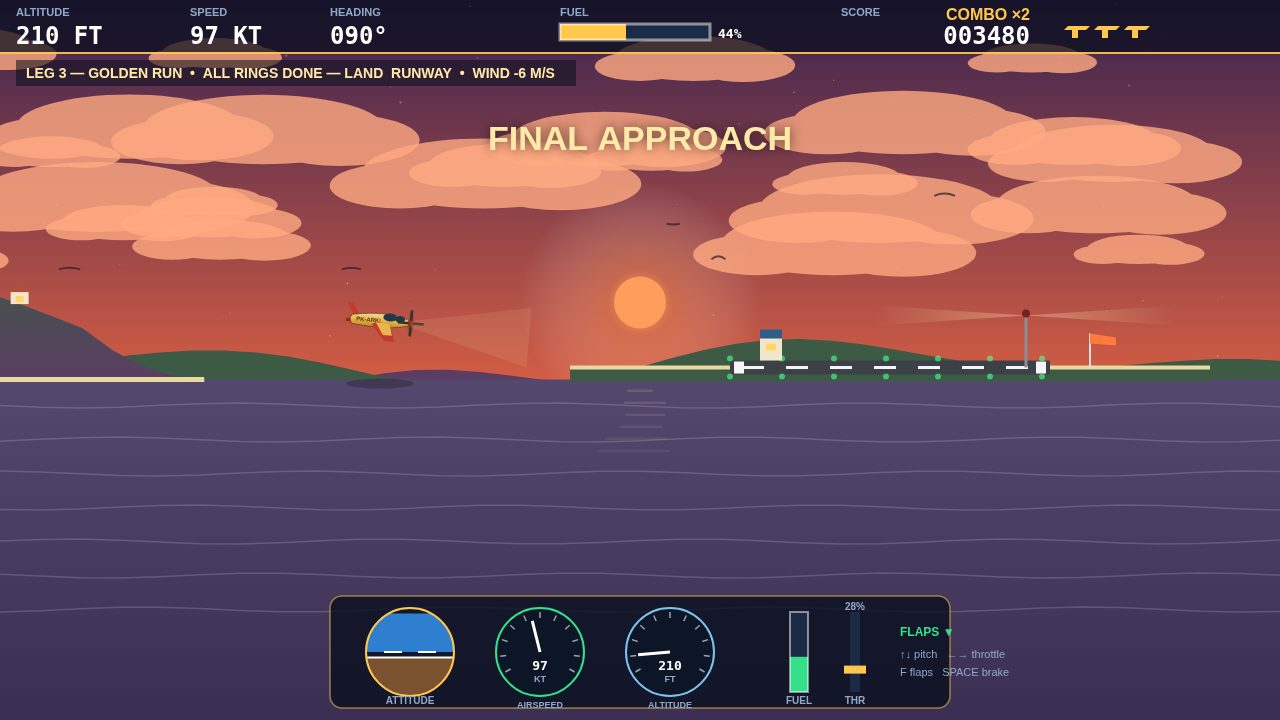 ALTITUDE SPEED HEADING FUEL SCORE COMBO ×2
210 FT 97 KT 090° 44% 003480
LEG 3 — GOLDEN RUN • ALL RINGS DONE — LAND RUNWAY • WIND -6 M/S
FINAL APPROACH
28%
FLAPS ▼
↑↓ pitch ←→ throttle
97 210
F flaps SPACE brake
KT FT
ATTITUDE AIRSPEED ALTITUDE FUEL THR